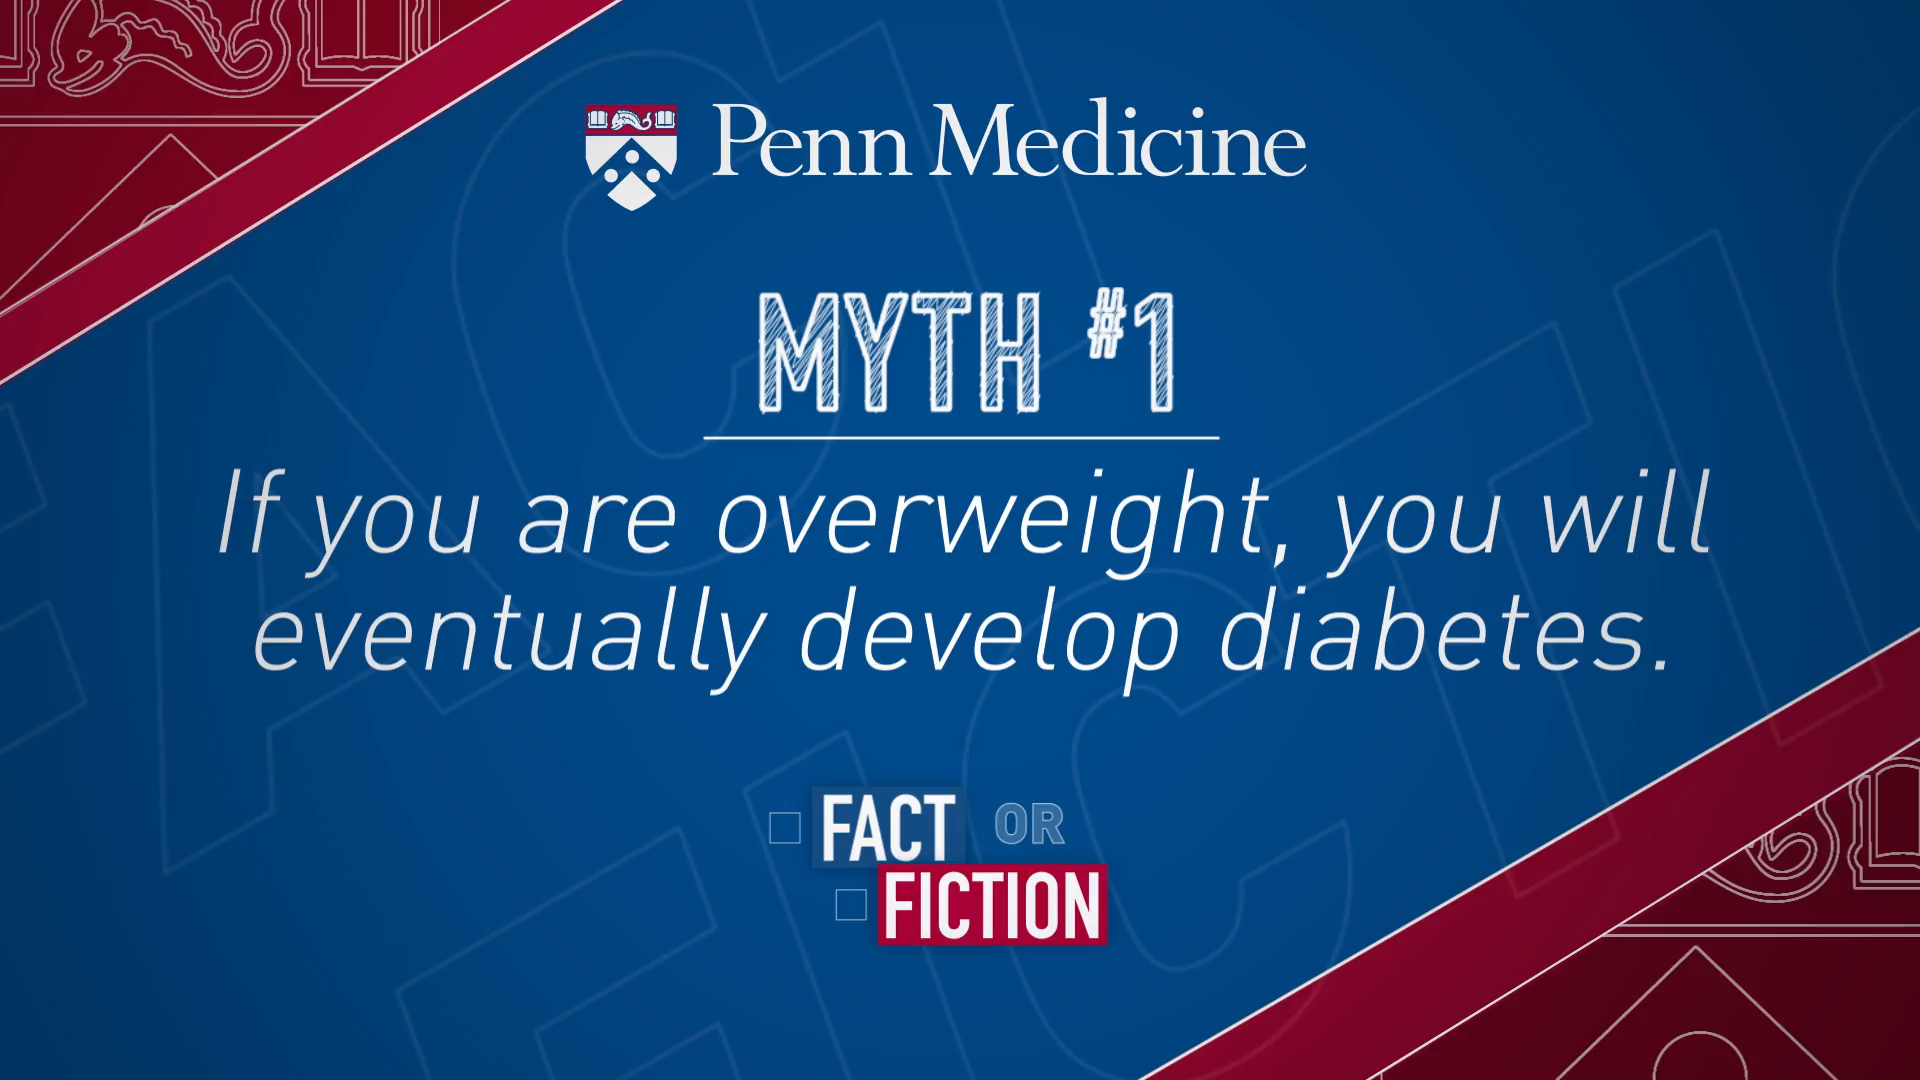 Penn Medicine
MYTH #1
If you are overweight, you will
eventually develop diabetes.
FACT OR
FICTION